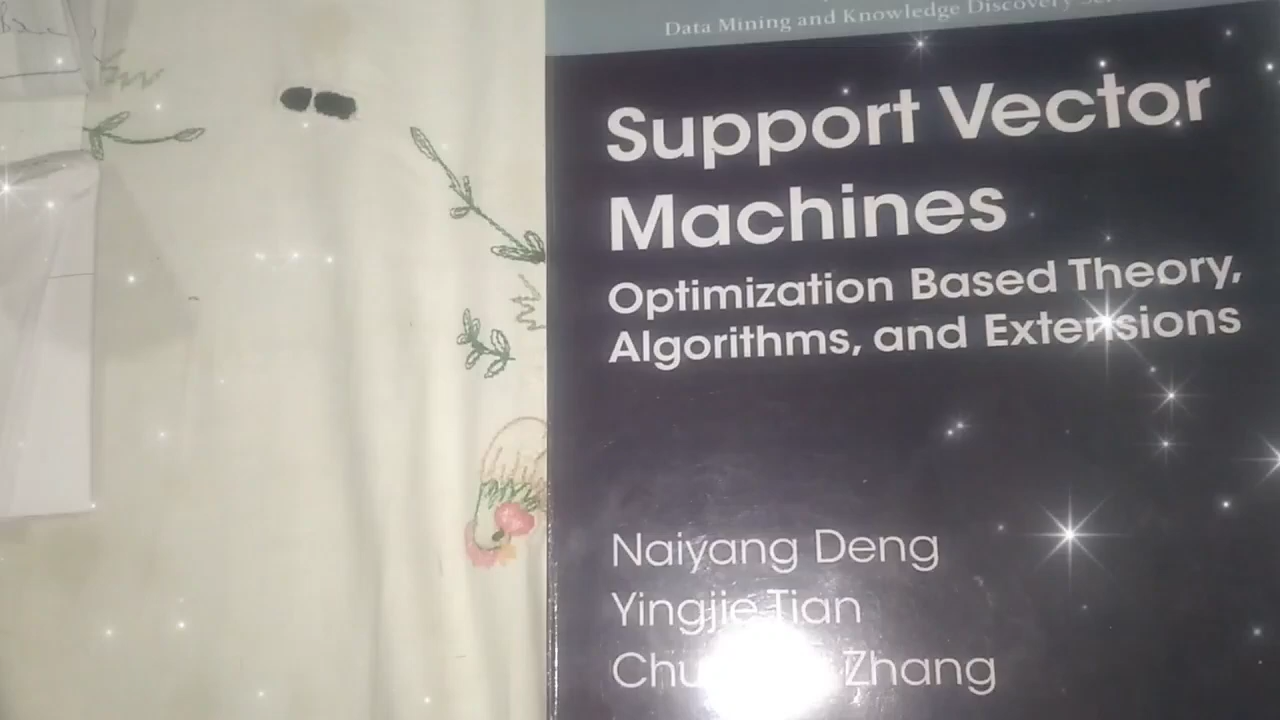 Data Mining and Knowledge Discovery
Support Vector
Machines
Optimization Based Theory,
Algorithms, and Extensions
Naiyang Deng
Yingjie Tian
Zhang